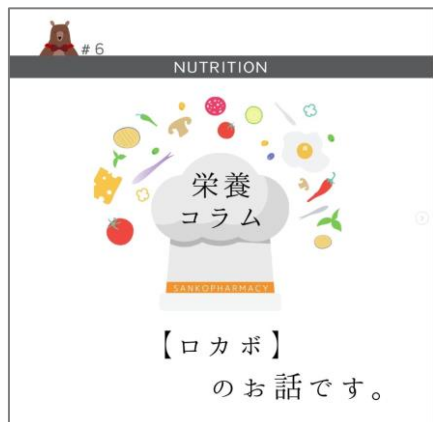 # 6
NUTRITION
栄養
コラム
SANKOPHARMACY
【ロカボ】
のお話です。